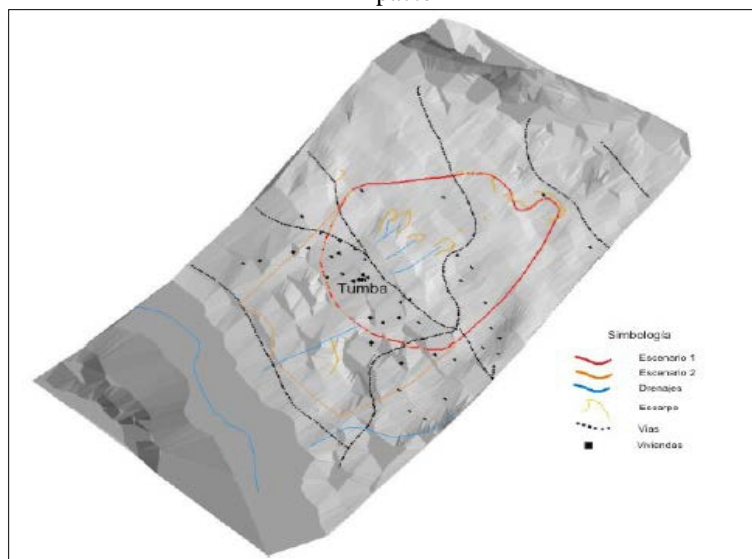 Tumba
Simbología
Escenario 1
Escenario 2
Drenajes
Escarpe
Vías
Viviendas